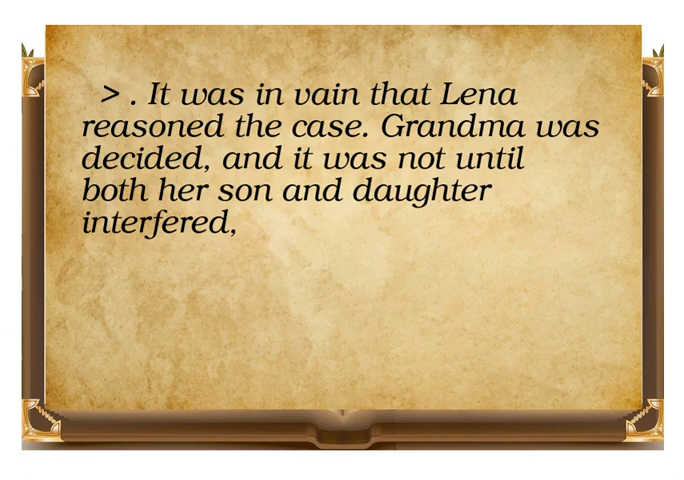 > . It was in vain that Lena
reasoned the case. Grandma was
decided, and it was not until
both her son and daughter
interfered,